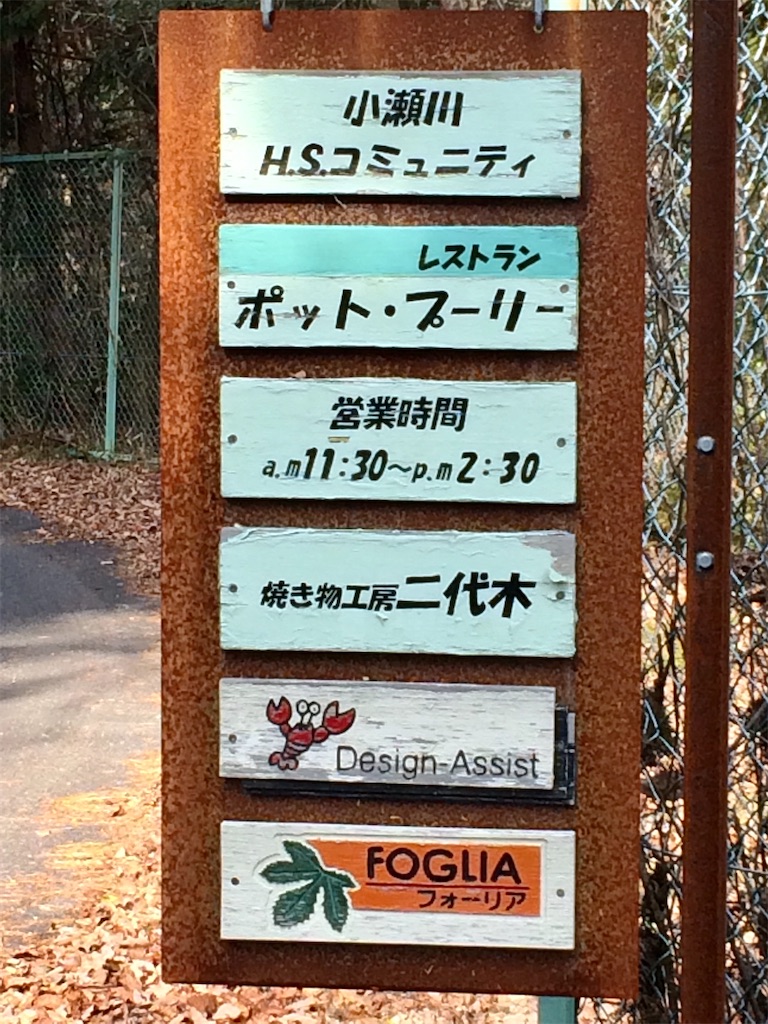 小瀬川
H.S.コミュニティ
レストラン
ポット・プーリー
営業時間
a.m11:30～p.m2:30
焼き物工房二代木
Design-Assist
FOGLIA
フォーリア